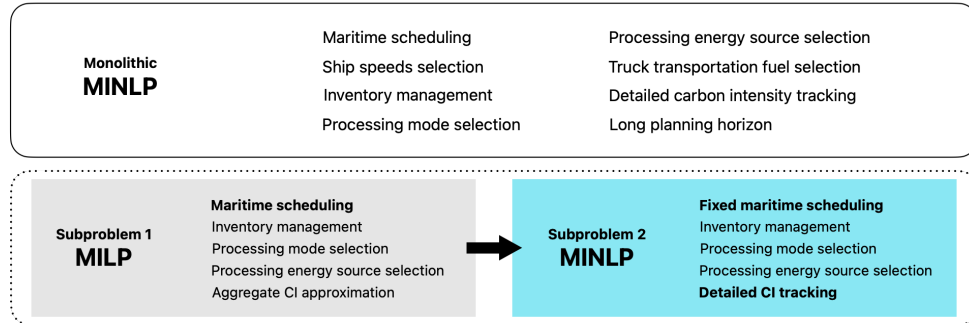 Monolithic
MINLP
Maritime scheduling
Ship speeds selection
Inventory management
Processing mode selection
Processing energy source selection
Truck transportation fuel selection
Detailed carbon intensity tracking
Long planning horizon
Subproblem 1
MILP
Maritime scheduling
Inventory management
Processing mode selection
Processing energy source selection
Aggregate CI approximation
Subproblem 2
MINLP
Fixed maritime scheduling
Inventory management
Processing mode selection
Processing energy source selection
Detailed CI tracking